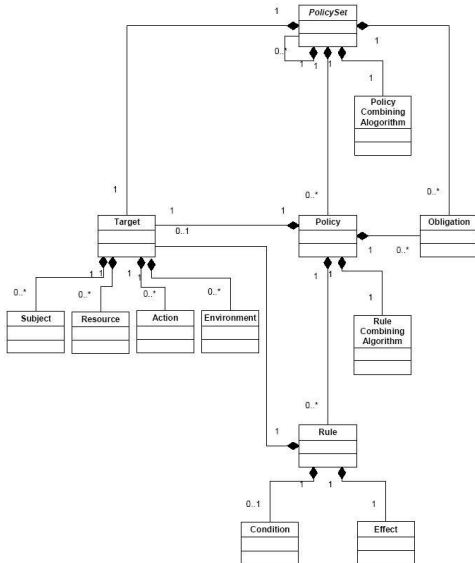 PolicySet
1
1
0..*
1
1
1
1
Policy
Combining
Alogorithm
1
0..*
0..*
Target
1
1
Policy
Obligation
0..1
1
0..*
1
1
1
1
1
1
0..*
0..*
0..*
0..*
1
Subject
Resource
Action
Environment
Rule
Combining
Algorithm
0..*
1
Rule
1
1
0..1
1
Condition
Effect